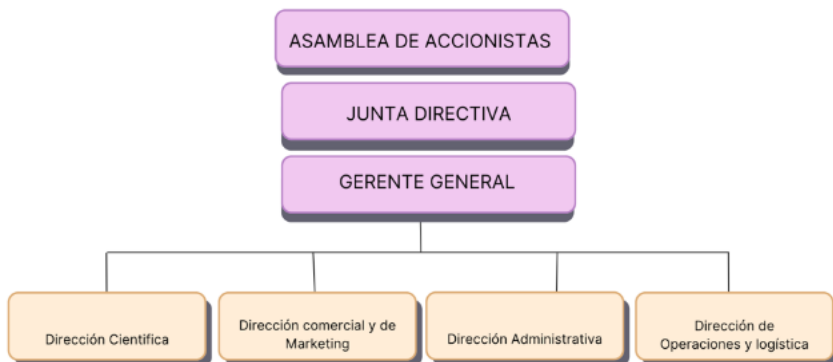 ASAMBLEA DE ACCIONISTAS
JUNTA DIRECTIVA
GERENTE GENERAL
Dirección Cientifica
Dirección comercial y de
Marketing
Dirección Administrativa
Dirección de
Operaciones y logística